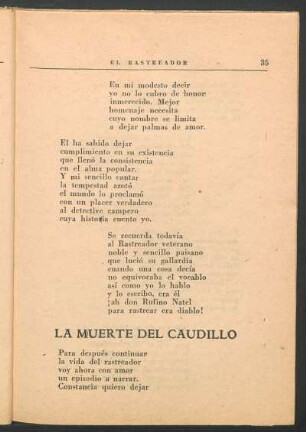 EL RASTREADOR 35
En mi modesto decir
yo no lo cubro de honor
inmerecido. Mejor
homenaje necesita
cuyo nombre se limita
a dejar palmas de amor.
El ha sabido dejar
cumplimiento en su existencia
que llenó la consistencia
en el alma popular.
Y mi sencillo cantar
la tempestad azotó
el mundo lo proclamó
con un placer verdadero
al detective campero
cuya historia cuento yo.
Se recuerda todavía
al Rastreador veterano
noble y sencillo paisano
que lució su gallardía
cuando una cosa decía
no equivocaba el vocablo
así como yo lo hablo
y lo escribo, era él
¡ah don Rufino Natel
para rastrear era diablo!
LA MUERTE DEL CAUDILLO
Para después continuar
la vida del rastreador
voy ahora con amor
un episodio a narrar.
Constancia quiero dejar